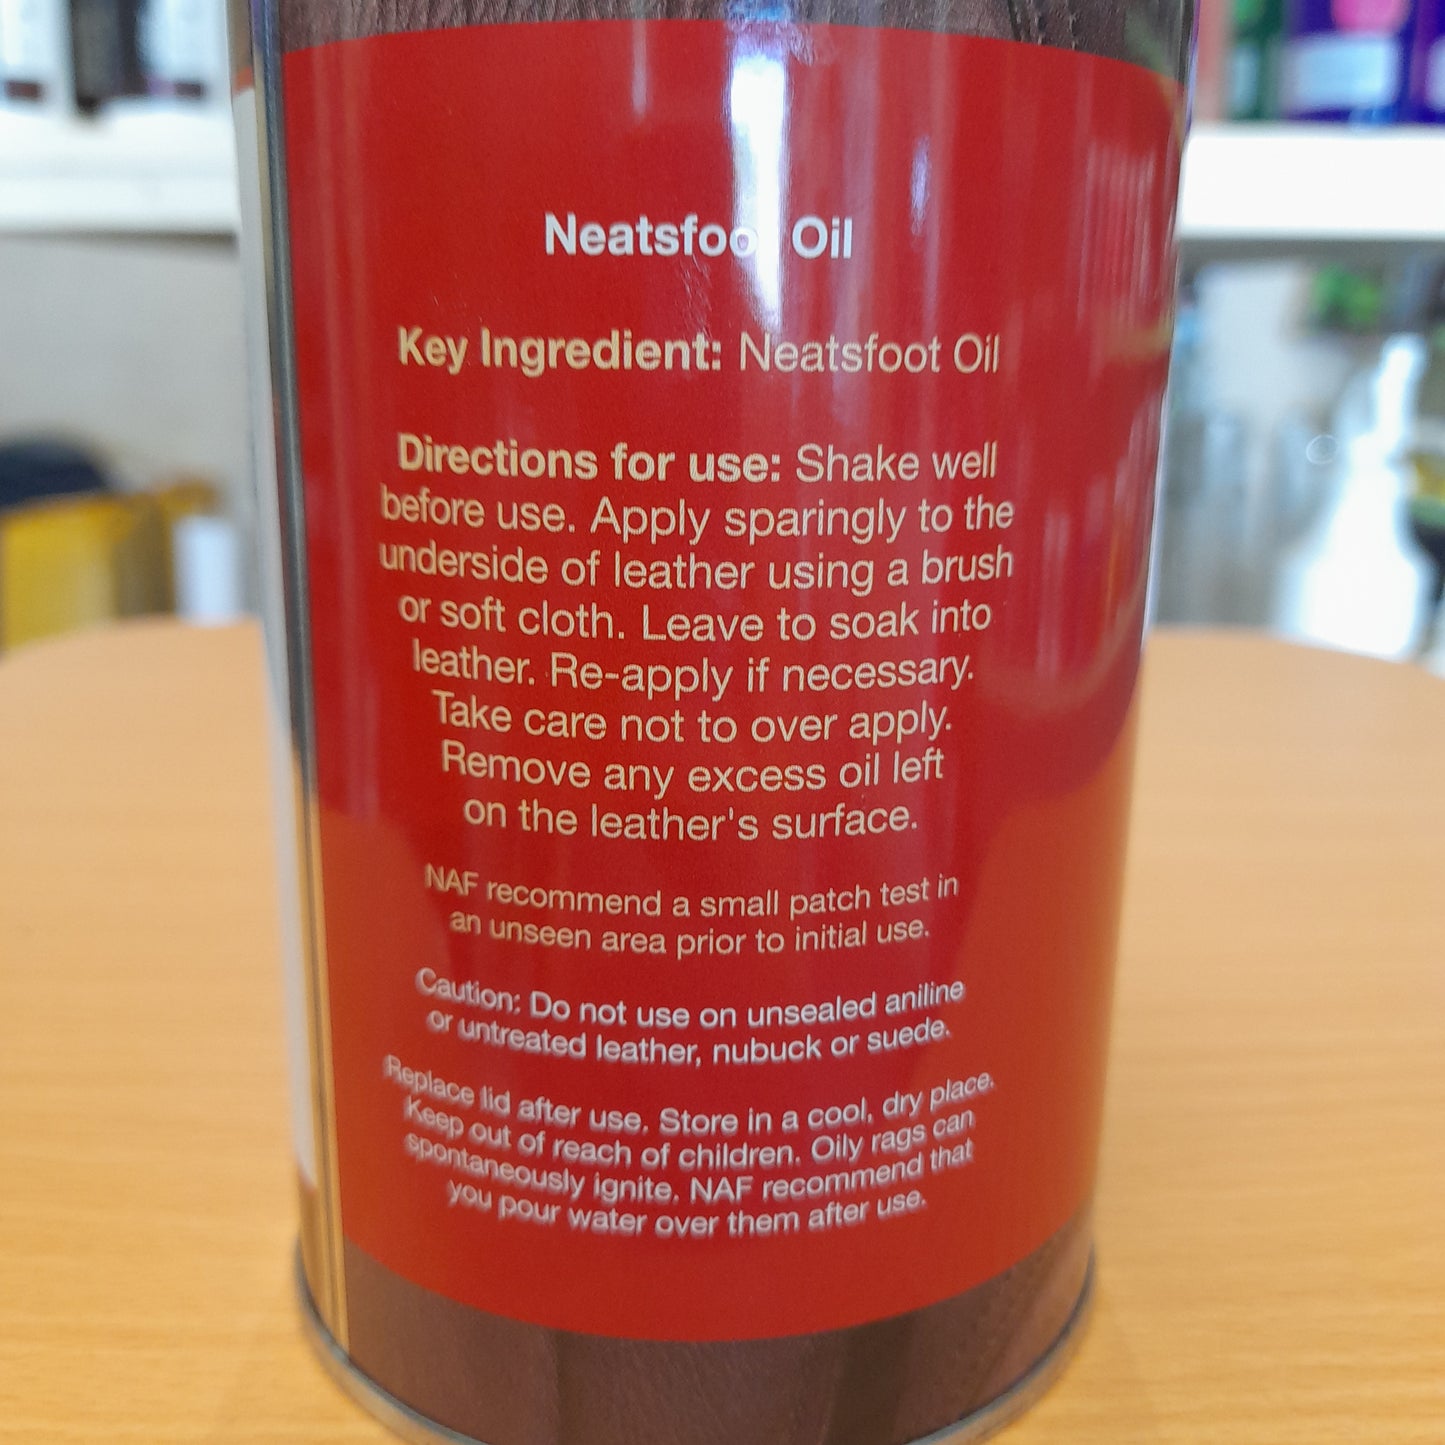 Neatsfoot Oil
Key Ingredient: Neatsfoot Oil
Directions for use: Shake well
before use. Apply sparingly to the
underside of leather using a brush
or soft cloth. Leave to soak into
leather. Re-apply if necessary.
Take care not to over apply.
Remove any excess oil left
on the leather's surface.
NAF recommend a small patch test in
an unseen area prior to initial use.
Caution: Do not use on unsealed aniline
or untreated leather, nubuck or suede.
Replace lid after use. Store in a cool, dry place.
Keep out of reach of children. Oily rags can
spontaneously ignite. NAF recommend that
you pour water over them after use.